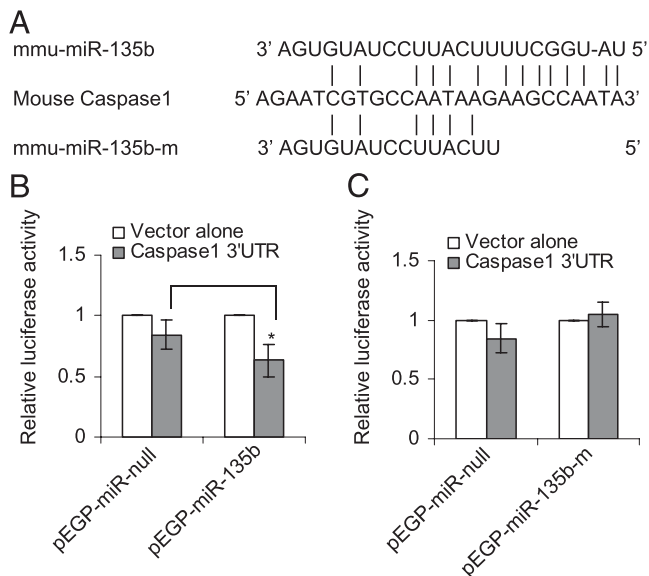 A
mmu-miR-135b 3' AGUGUAUCCUUACUUUUCGGU-AU 5'
Mouse Caspase1 5' AGAATCGTGCCAATAAGAAGCCAATA3'
mmu-miR-135b-m 3' AGUGUAUCCUUACUU 5'
B
Relative luciferase activity
Vector alone
Caspase1 3'UTR
1.5
1
*
0.5
0
pEGP-miR-null
pEGP-miR-135b
C
Relative luciferase activity
Vector alone
Caspase1 3'UTR
1.5
1
0.5
0
pEGP-miR-null
pEGP-miR-135b-m